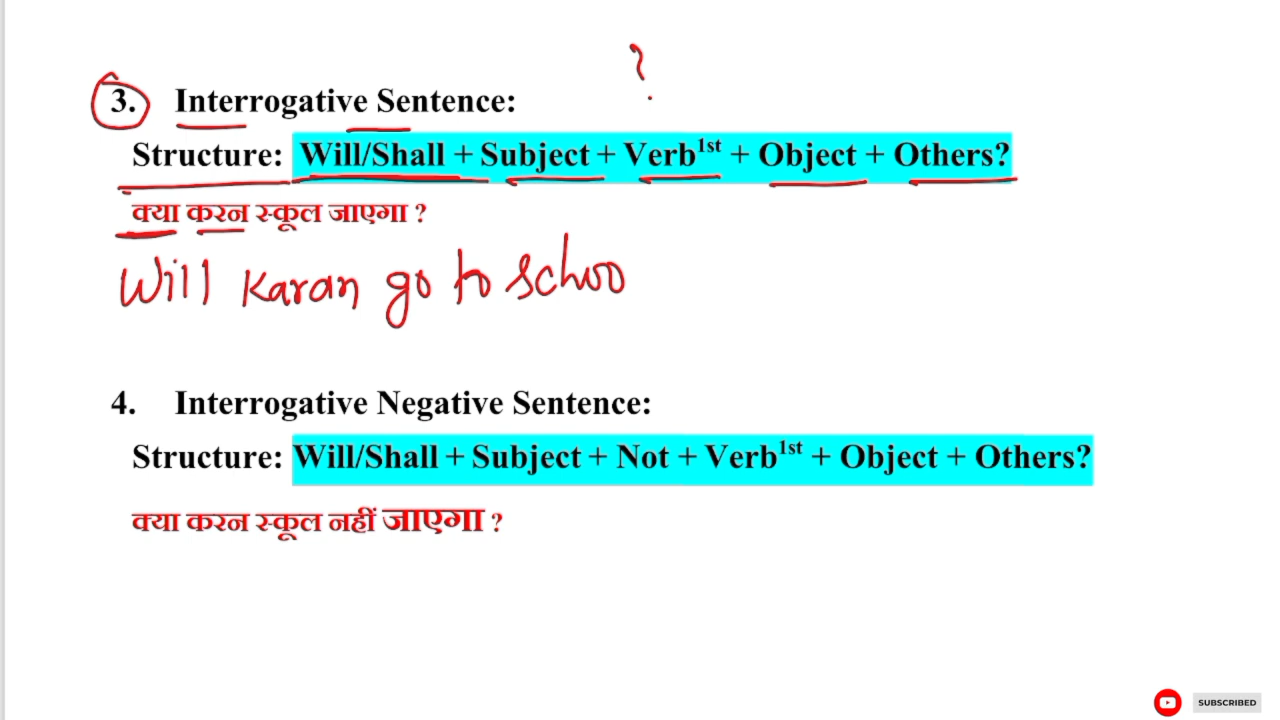 ?
3. Interrogative Sentence:
Structure: Will/Shall + Subject + Verb1st + Object + Others?
क्या करन स्कूल जाएगा ?
Will Karan go to schoo
4. Interrogative Negative Sentence:
Structure: Will/Shall + Subject + Not + Verb1st + Object + Others?
क्या करन स्कूल नहीं जाएगा ?
SUBSCRIBED